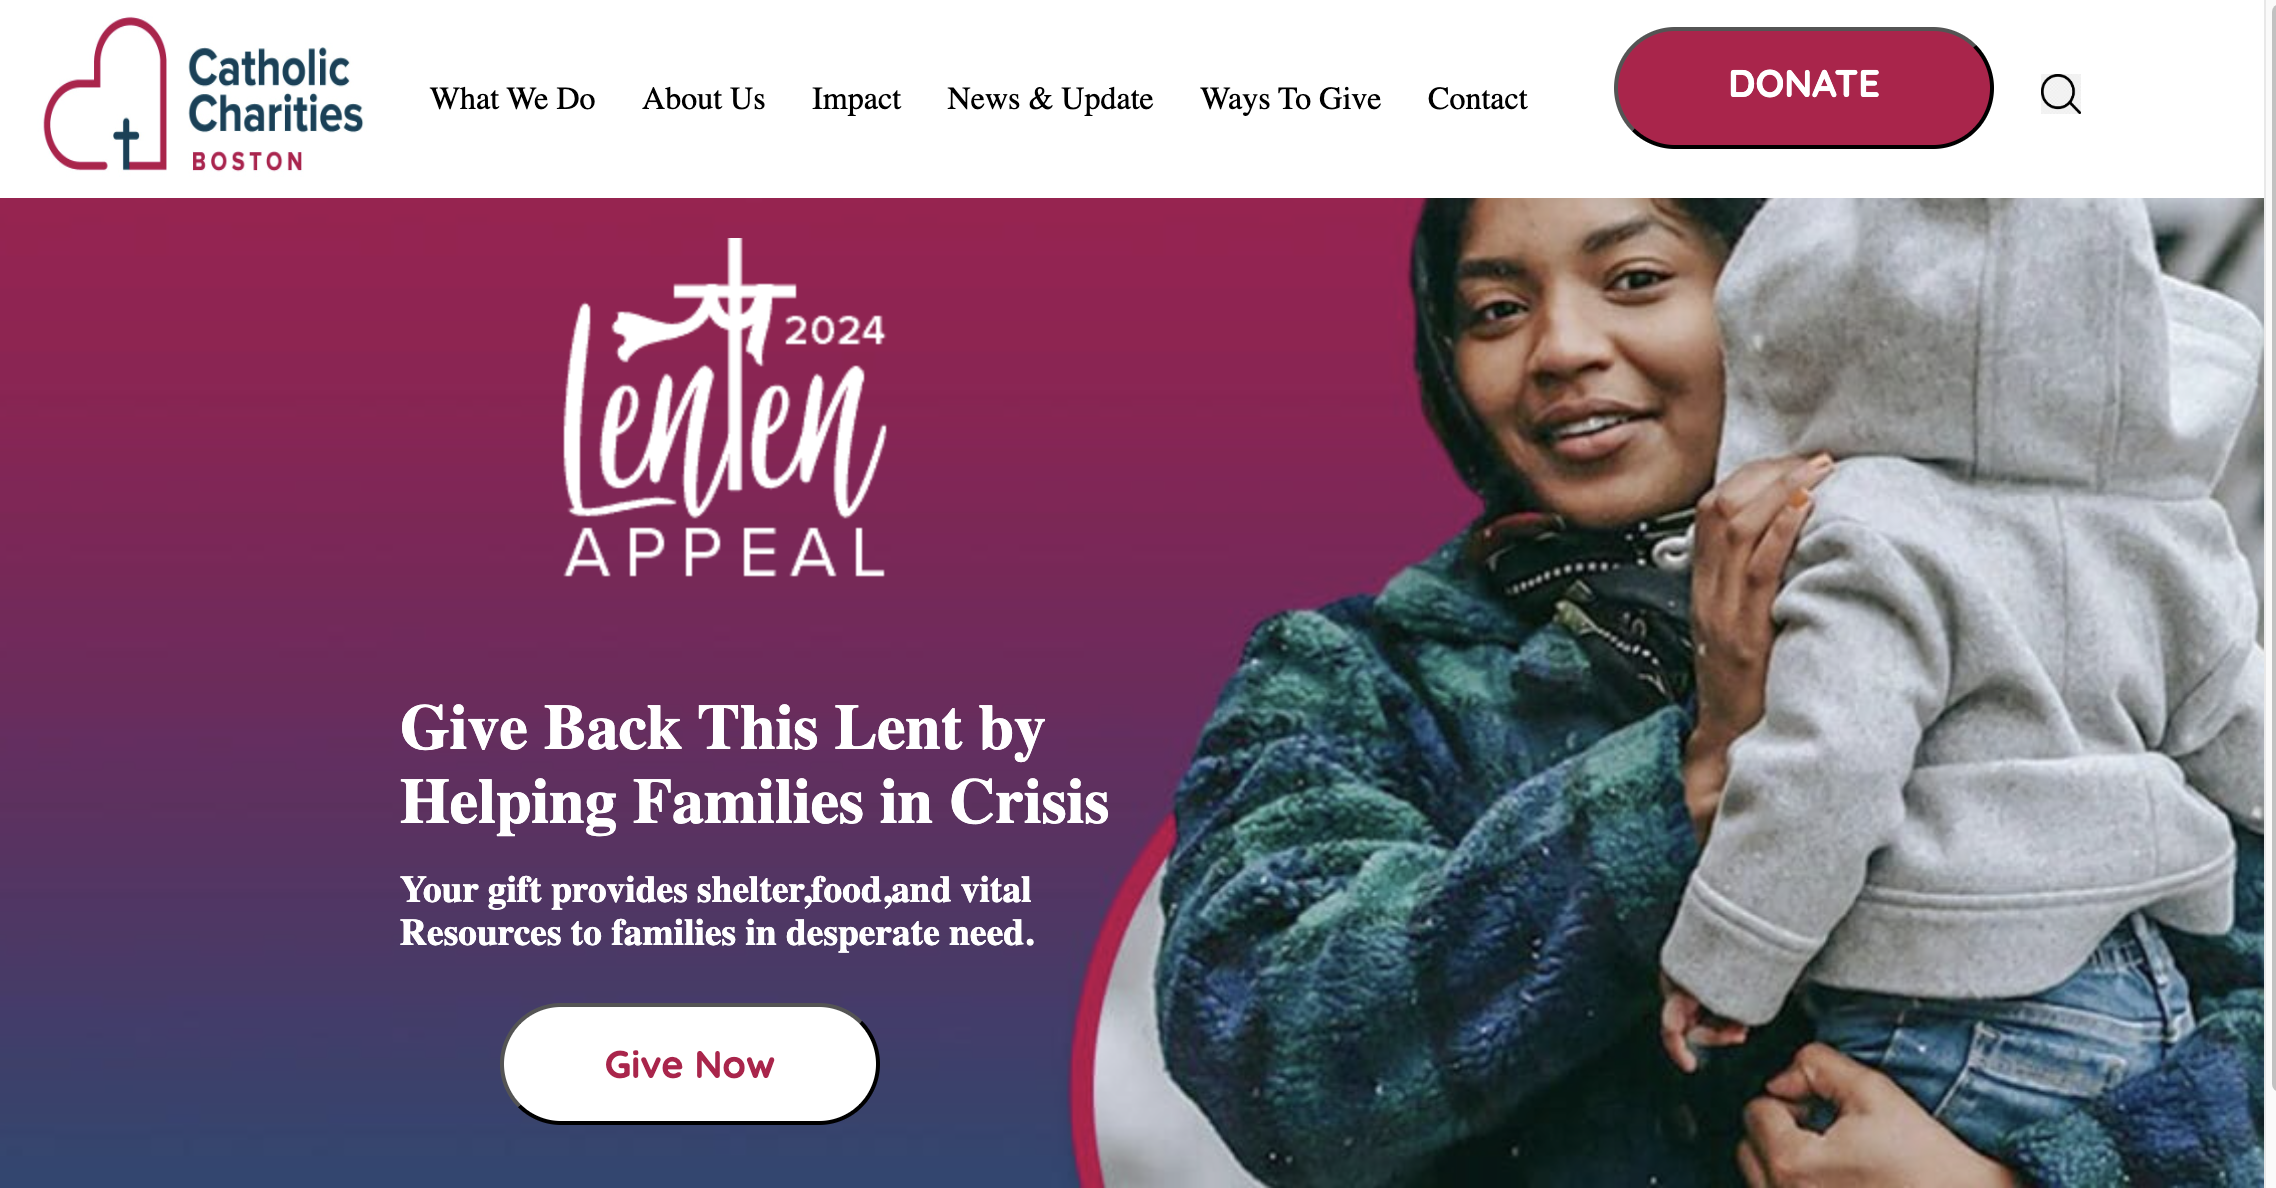 Catholic
Charities
BOSTON
What We Do About Us Impact News & Update Ways To Give Contact DONATE
2024
Lenten
APPEAL
Give Back This Lent by
Helping Families in Crisis
Your gift provides shelter,food,and vital
Resources to families in desperate need.
Give Now